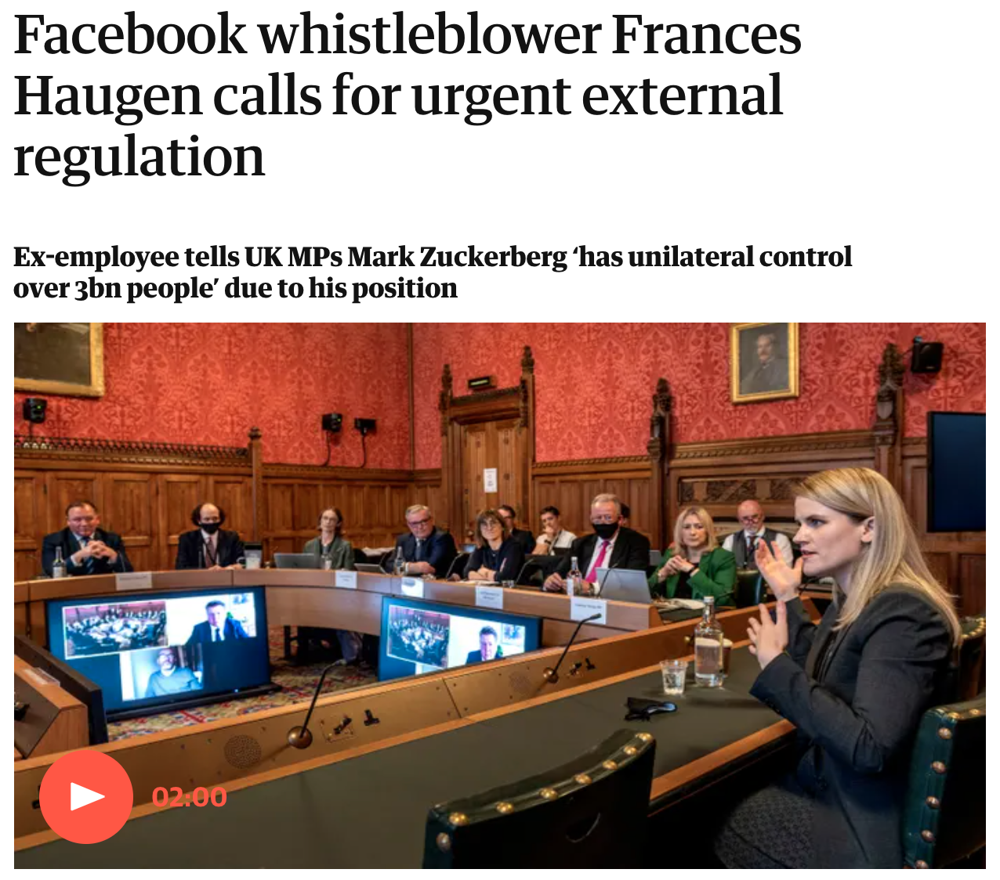 Facebook whistleblower Frances
Haugen calls for urgent external
regulation
Ex-employee tells UK MPs Mark Zuckerberg ‘has unilateral control
over 3bn people’ due to his position
02:00